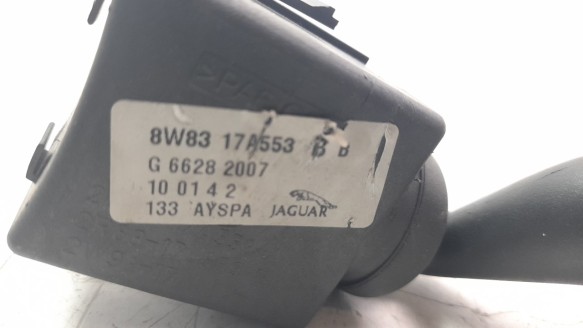 8W83 17A553 B B
G 6628 2007
10 01 4 2
133 AYSPA JAGUAR